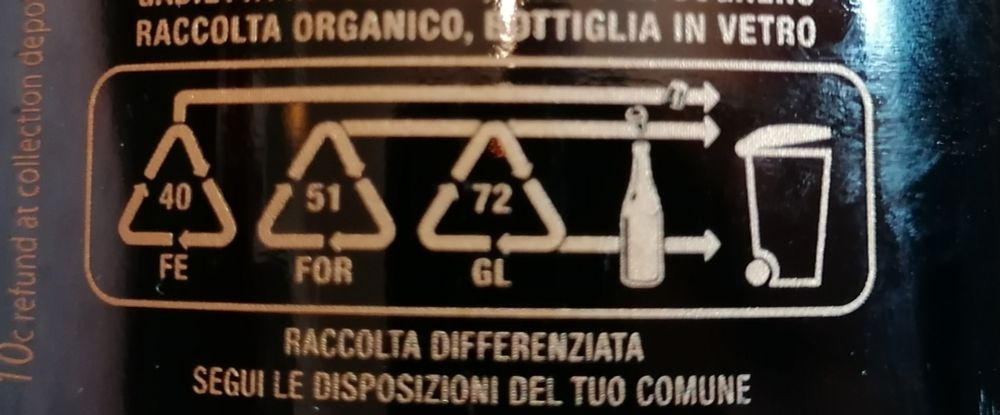 RACCOLTA ORGANICO, BOTTIGLIA IN VETRO
40
FE
51
FOR
72
GL
RACCOLTA DIFFERENZIATA
SEGUI LE DISPOSIZIONI DEL TUO COMUNE
10c refund at collection depo